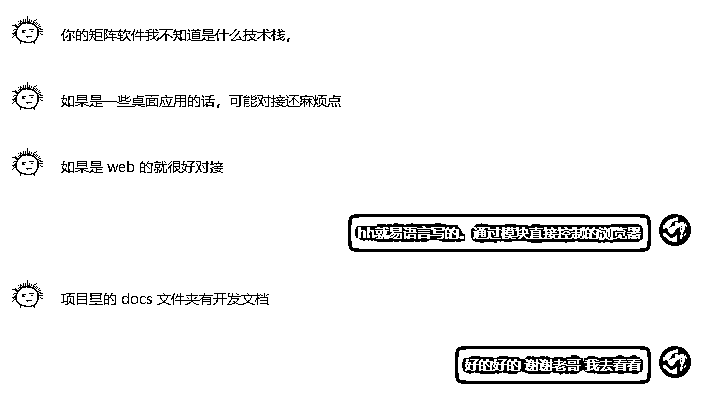 你的矩阵软件我不知道是什么技术栈，
如果是一些桌面应用的话，可能对接还麻烦点
如果是 web 的就很好对接
hh就易语言写的。通过模块直接控制的浏览器
项目里的 docs 文件夹有开发文档
好的好的 谢谢老哥 我去看看